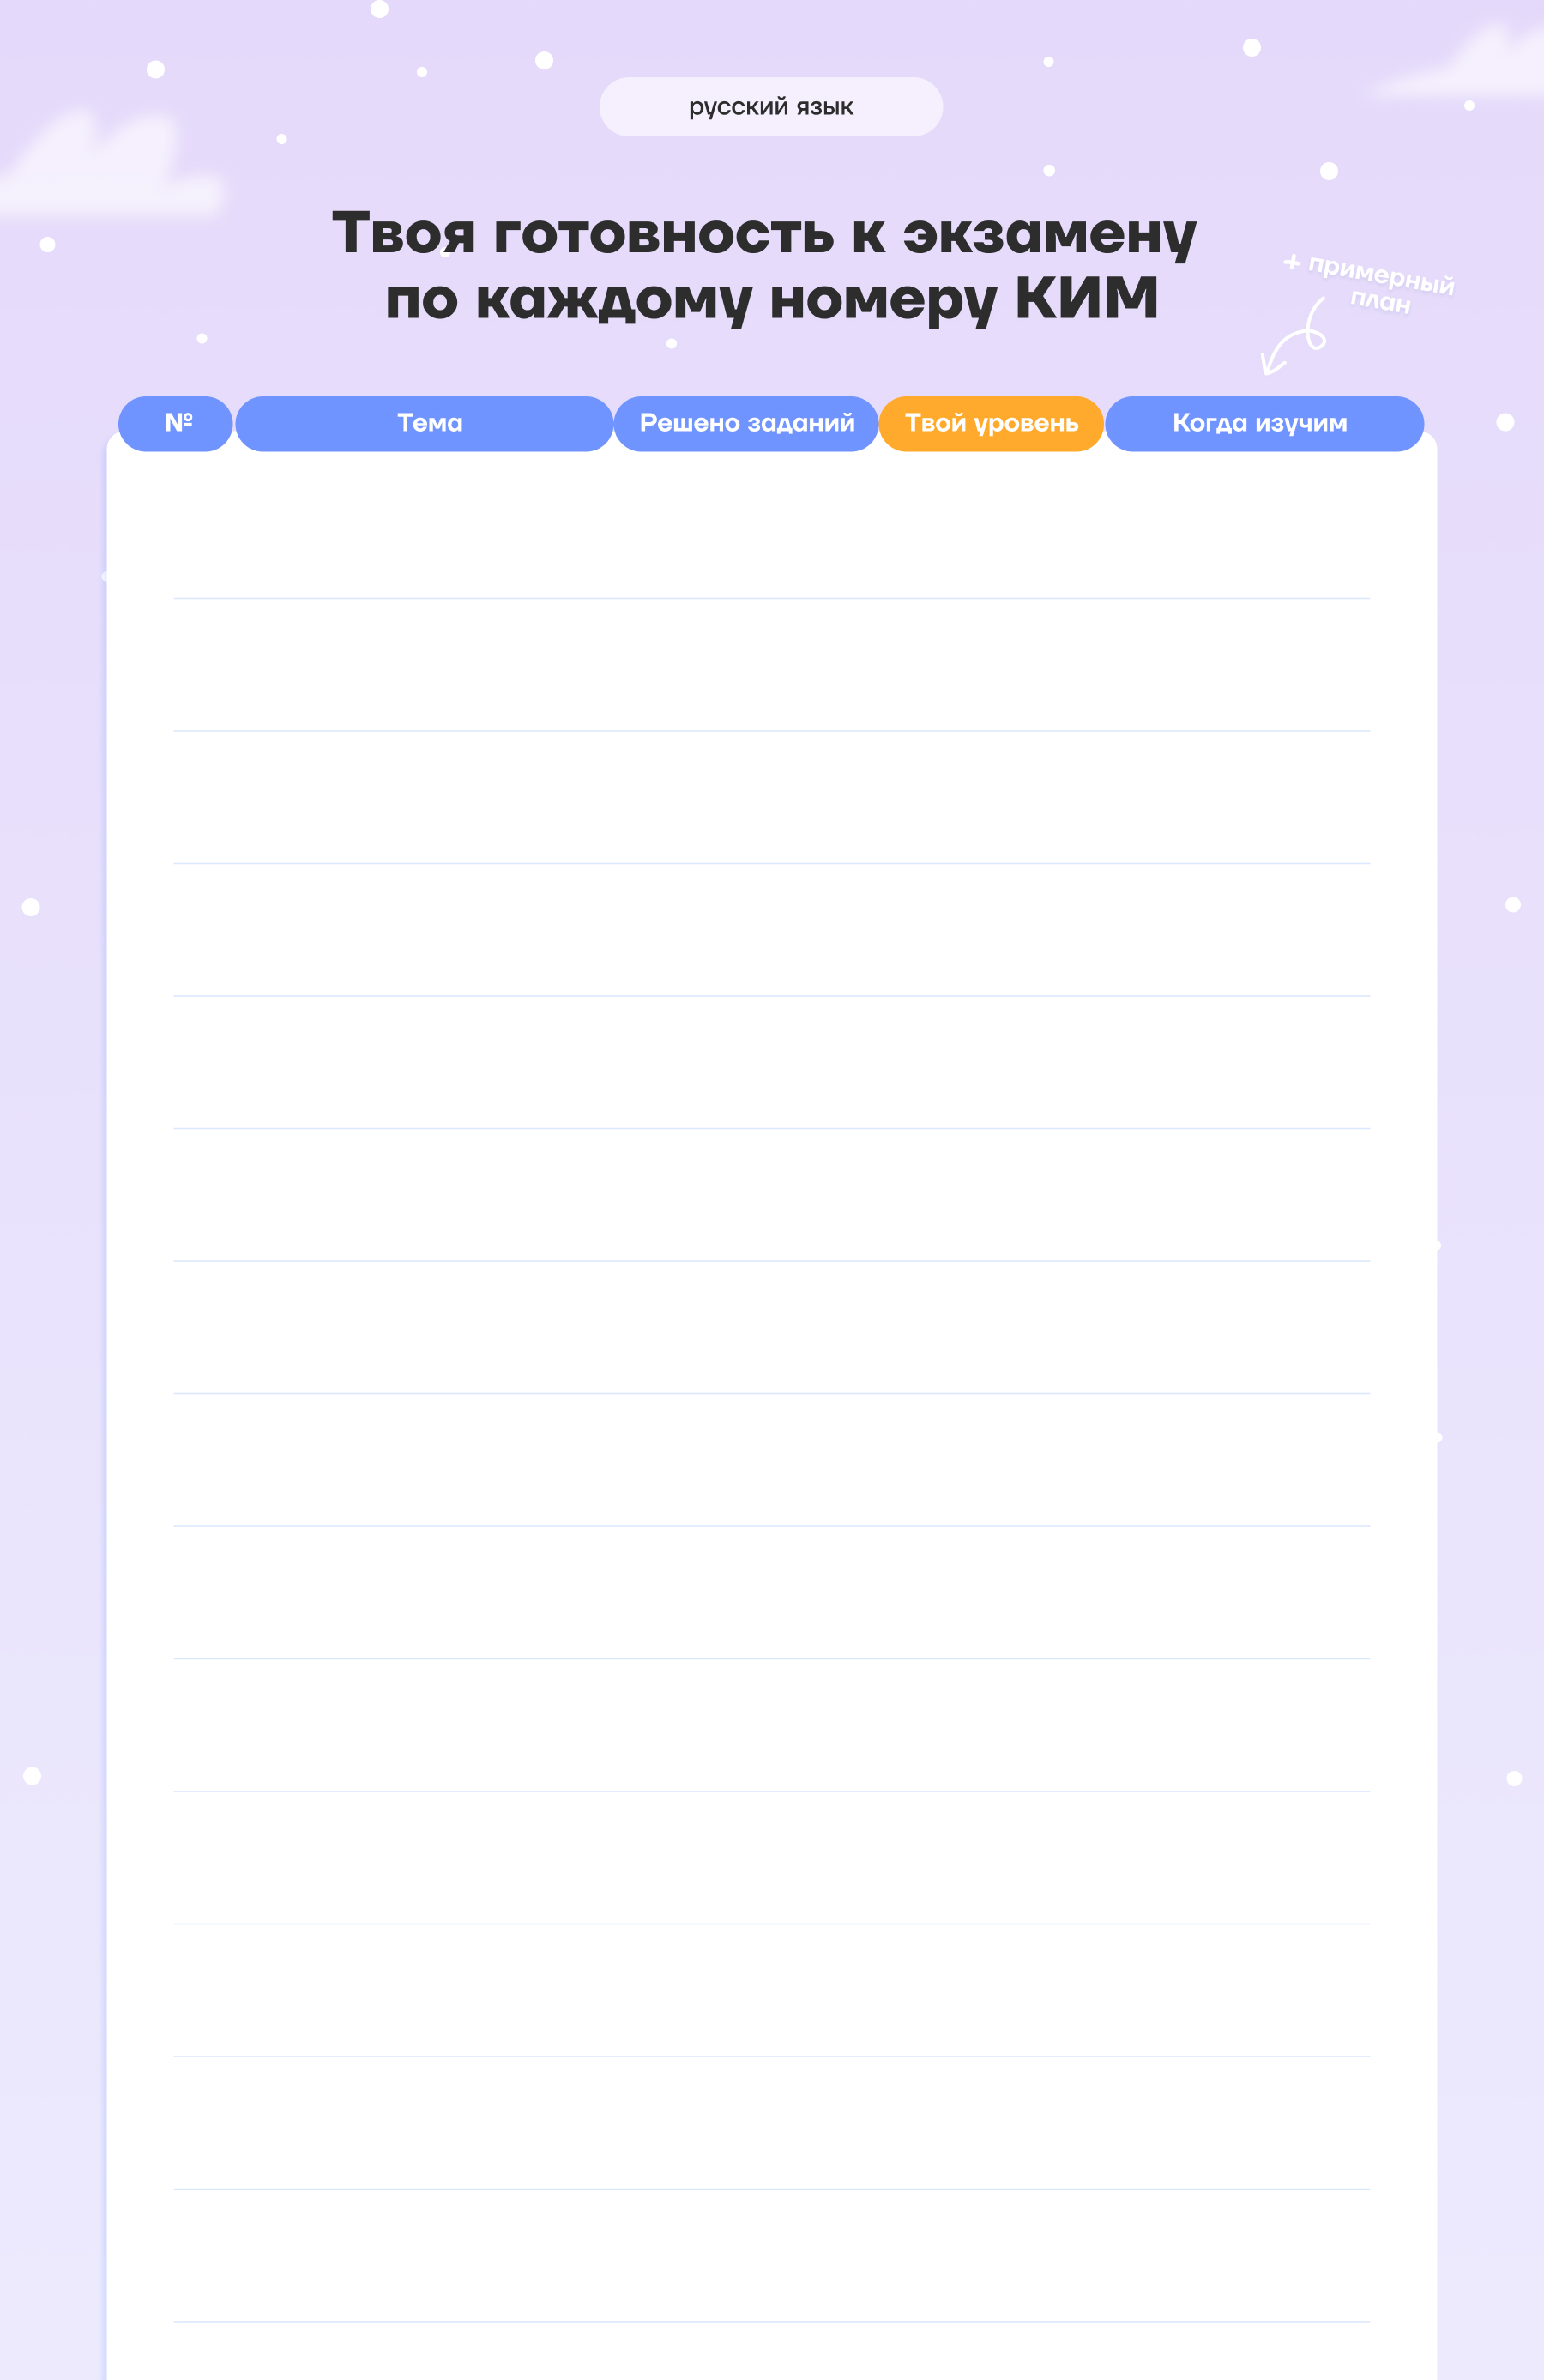 русский язык
Твоя готовность к экзамену
по каждому номеру КИМ
+ примерный
план
№ Тема Решено заданий Твой уровень Когда изучим